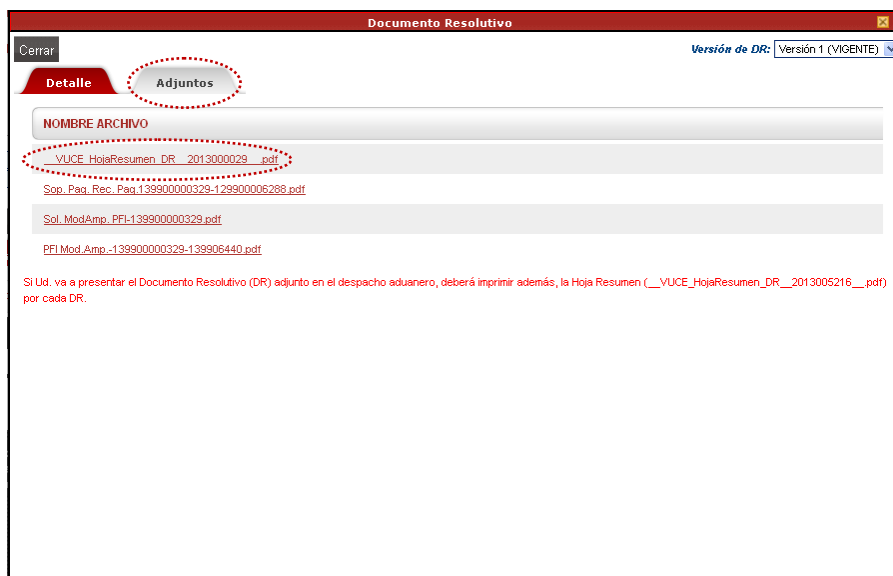 Documento Resolutivo
Cerrar
Versión de DR: Versión 1 (VIGENTE)
Detalle
Adjuntos
NOMBRE ARCHIVO
__VUCE_HojaResumen_DR__2013000029__.pdf
Sop. Paq. Rec. Paq.139900000329-129900006288.pdf
Sol. ModAmp. PFI-139900000329.pdf
PFI Mod.Amp.-139900000329-139906440.pdf
Si Ud. va a presentar el Documento Resolutivo (DR) adjunto en el despacho aduanero, deberá imprimir además, la Hoja Resumen (__VUCE_HojaResumen_DR__2013005216__.pdf)
por cada DR.